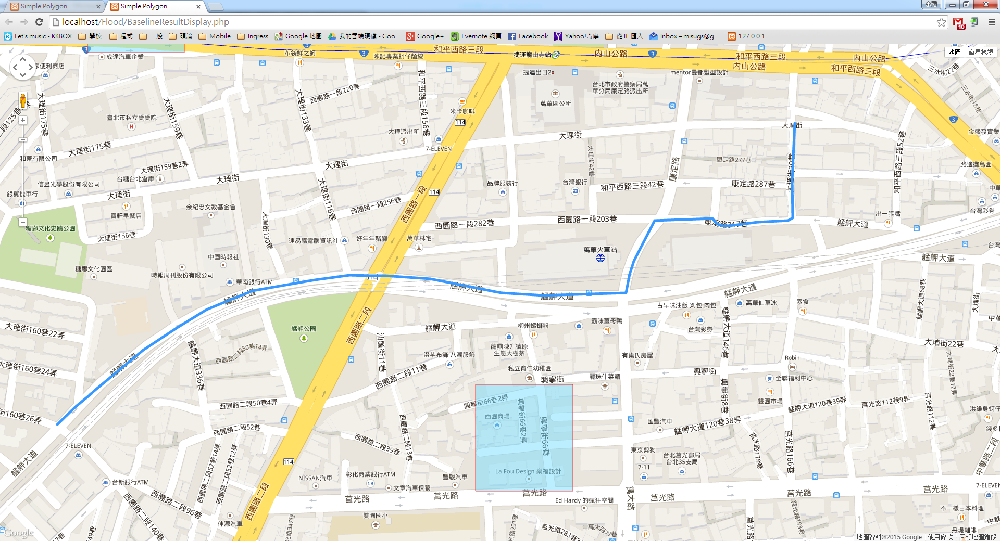 Simple Polygon
Simple Polygon
小刀
localhost/Flood/BaselineResultDisplay.php
10
Let's music - KKBOX
學校
程式
一般
碩論
Mobile
Ingress
Google 地圖
我的雲端硬碟 - Goo...
Google+
Evernote 網頁
Facebook
Yahoo!奇摩
從 IE 匯入
Inbox – misugs@g...
127.0.0.1
成達汽車企業
布袋鮮之蚵
3
陳記專業蚵仔麵線
和平西路三段
捷運龍山寺站
內山公路
3
和平西路三段
內山公路
內山公路
和平西路三段
地圖
衛星檢視
家便利商店
捷運出口2
mentor曼都髮型設計
三水街22巷
台北市政府警察局萬
華分局康定路派出所
萬華區公所
西園路一段220巷
和平西路三段156巷
大理街133巷
大理街159巷
大理街175巷
三水街18巷
臺北市私立愛愛院
米卡咖啡
114
大理派出所
7-ELEVEN
大理街
大理街
3
金盛發實業
大理街175巷
和蒂有限公司
大理街159巷2弄
台糖台北倉庫
大理街
大理街
大理街
信昱光學股份有限公司
銀翼機車行
大理街116巷
大理街42巷
康定路
康定路277巷
和平西路三段52巷
路邊攤鳥園
品牌服裝行
台灣銀行
和平西路三段42巷
康定路287巷
114
西園路一段
西園路一段256巷
余紀忠文教基金會
寶軒早餐店
糖廍文化史蹟公園
大理街156巷
大理街130巷
西園路一段282巷
西園路一段203巷
康定路317巷
出一張嘴
艋舺大道
台灣彩券
速易購電腦資訊社
好年年豬腳
萬華林宅
萬華火車站
中國時報社
糖廍文化園區
時報周刊股份有限公司
華南銀行ATM
114
艋舺大道
艋舺大道
艋舺大道
艋舺大道
艋舺大道
萬華仙草冰
素食
艋舺大道68巷
大埔街
古早味油飯.刈包.肉包
台灣彩券
霸味薑母鴨
柳州螺螄粉
艋舺公園
西園路二段
艋舺大道
汕頭街11巷
龍鼎陳升號原
生態大樹茶
大理街160巷22弄
大理街160巷24弄
街160巷26弄
艋舺大道
艋舺大道336巷
西園路二段50巷14弄
澄芊布飾 八潮服飾
有巢氏房屋
艋舺大道146巷
大埔街22巷
大埔街22巷12弄
Robin
全聯福利中心
私立育仁幼稚園
興寧街
麗珠什菜麵
興寧街
西園路二段11巷
興寧街66巷2弄
興寧街66巷2弄
興寧街66巷
西園商場
興寧街8巷
雙園市場
艋舺大道120巷39弄
莒光路112巷9弄
莒光路112巷
洪維身蚵仔
西園路二段50巷4弄
西園路二段52巷
西園路二段13巷
西園路二段39巷
匯豐汽車
艋舺大道120巷38弄
莒光路178巷
莒光路166巷
7-ELEVEN
艋舺大道
西園路二段52巷14弄
西園路二段52巷12弄
114
東京剪狗
7-11
台北莒光郵局
台北35支局
中華路二段
La Fou Design 樂福設計
NISSAN汽車
彰化商業銀行ATM
文章汽車保養
豐駿汽車
台新銀行ATM
西園路二段96巷
西園路二段140巷
西園路二段
莒光路
莒光路
莒光路
萬大路
莒光路
莒光路
莒光路
7-ELEVEN
Ed Hardy 的瘋狂空間
不一樣日本料理
伸源汽車
雙園國小
莒光路347巷
莒光路291巷
莒光路283巷
萬大路72巷
莒光路183巷
丹堤咖啡
Google
地圖資料©2015 Google
使用條款
回報地圖錯誤